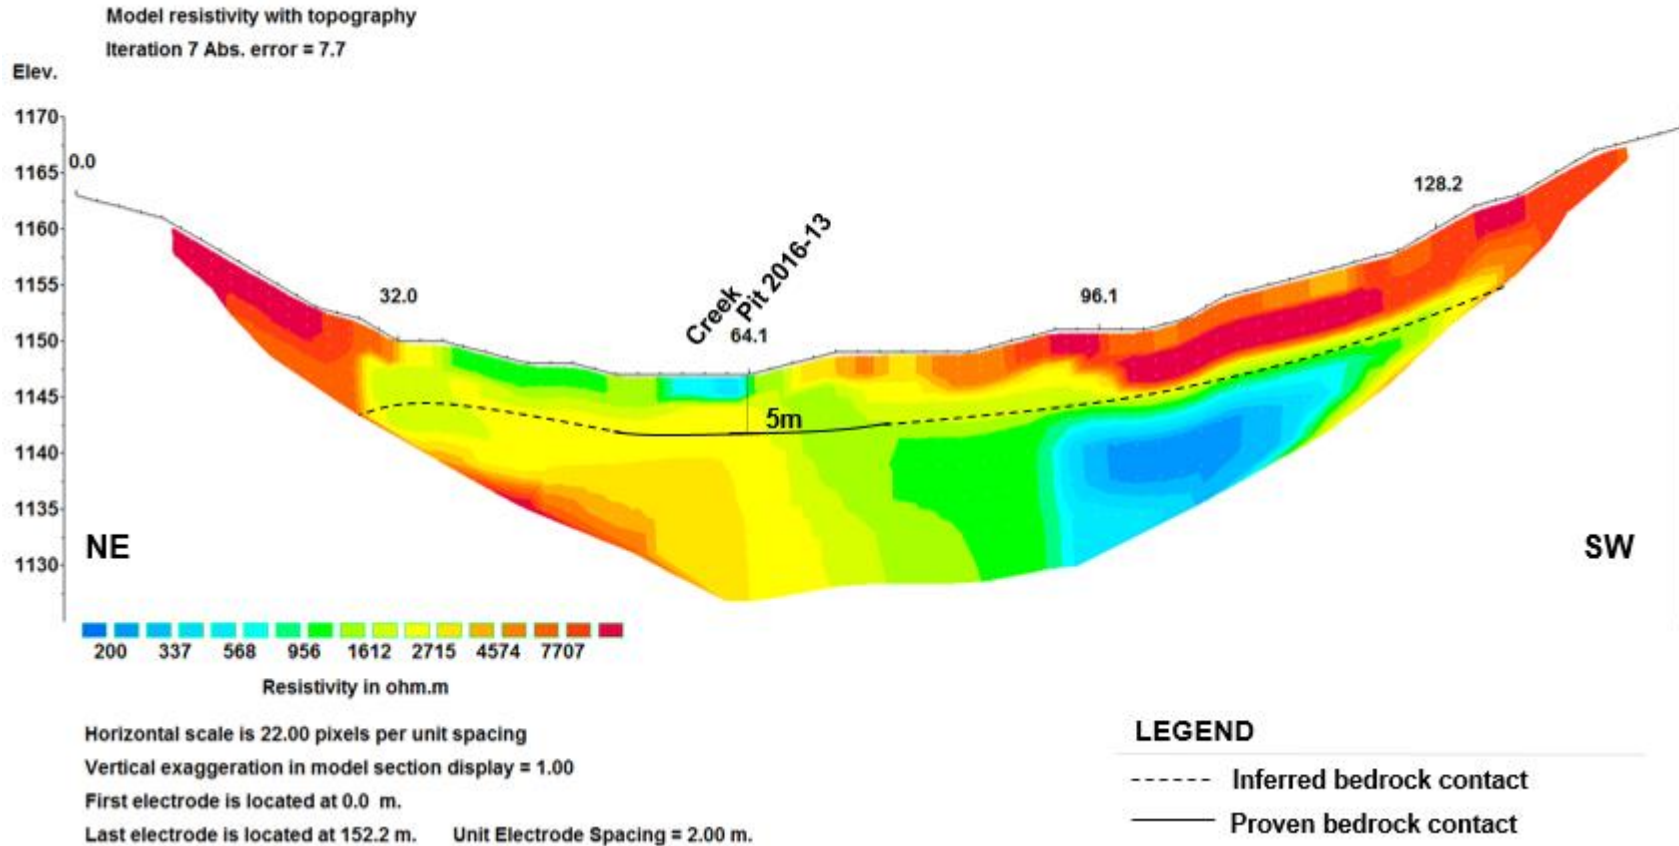 Model resistivity with topography
Iteration 7 Abs. error = 7.7
Elev.
1170
1165
1160
1155
1150
1145
1140
1135
1130
0.0
32.0
Creek
Pit 2016-13
64.1
96.1
128.2
5m
NE
SW
200 337 568 956 1612 2715 4574 7707
Resistivity in ohm.m
Horizontal scale is 22.00 pixels per unit spacing
Vertical exaggeration in model section display = 1.00
First electrode is located at 0.0 m.
Last electrode is located at 152.2 m. Unit Electrode Spacing = 2.00 m.
LEGEND
Inferred bedrock contact
Proven bedrock contact